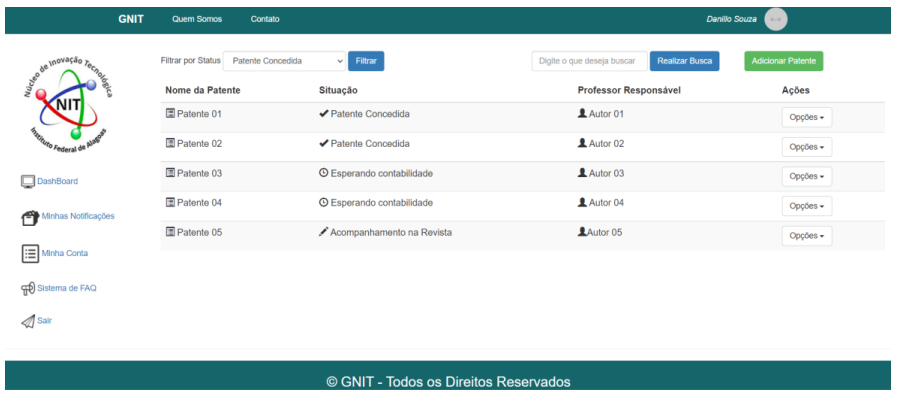 GNIT Quem Somos Contato Danillo Souza
Núcleo de Inovação Tecnológica
NIT
Instituto Federal de Alagoas
Filtrar por Status Patente Concedida Filtrar Digite o que deseja buscar Realizar Busca Adicionar Patente
Nome da Patente Situação Professor Responsável Ações
Patente 01 Patente Concedida Autor 01 Opções
Patente 02 Patente Concedida Autor 02 Opções
Patente 03 Esperando contabilidade Autor 03 Opções
Patente 04 Esperando contabilidade Autor 04 Opções
Patente 05 Acompanhamento na Revista Autor 05 Opções
DashBoard
Minhas Notificações
Minha Conta
Sistema de FAQ
Sair
© GNIT - Todos os Direitos Reservados